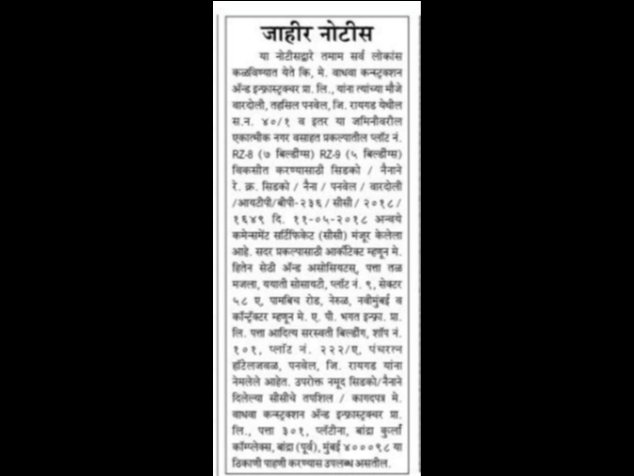 जाहीर नोटीस
या नोटीसद्वारे तमाम सर्व लोकांस
कळविण्यात येते कि, मे. वाधवा कन्स्ट्रक्शन
ॲन्ड इन्फ्रास्ट्रक्चर प्रा. लि., यांना त्यांच्या मौजे
वारदोली, तहसिल पनवेल, जि. रायगड येथील
स.न. ४०/१ व इतर या जमिनीवरील
एकात्मीक नगर वसाहत प्रकल्पातील प्लॉट नं.
RZ-8 (७ बिल्डींग्स) RZ-9 (५ बिल्डींग्स)
विकसीत करण्यासाठी सिडको / नैनाने
रे. क्र. सिडको / नैना / पनवेल / वारदोली
/आयटीपी/बीपी-२३६/ सीसी/ २०१८/
१६४९ दि. ११-०५-२०१८ अन्वये
कमेन्समेंट सर्टिफिकेट (सीसी) मंजूर केलेला
आहे. सदर प्रकल्पासाठी आर्कीटेक्ट म्हणून मे.
हितेन सेठी ॲन्ड असोसियटस्, पत्ता तळ
मजला, ययाती सोसायटी, प्लॉट नं. ९, सेक्टर
५८ ए, पामबिच रोड, नेरुळ, नवीमुंबई व
कॉन्ट्रॅक्टर म्हणून मे. ए. पी. भगत इन्फ्रा. प्रा.
लि. पत्ता आदित्य सरस्वती बिल्डींग, शॉप नं.
१०१, प्लॉट नं. २२२/ए, पंचरत्न
हॉटेलजवळ, पनवेल, जि. रायगड यांना
नेमलेले आहेत. उपरोक्त नमूद सिडको/नैनाने
दिलेल्या सीसीचे तपशिल / कागदपत्र मे.
वाधवा कन्स्ट्रक्शन ॲन्ड इन्फ्रास्ट्रक्चर प्रा.
लि., पत्ता ३०१, प्लॅटीना, बांद्रा कुर्ला
कॉम्प्लेक्स, बांद्रा (पूर्व), मुंबई ४०००९८ या
ठिकाणी पाहणी करण्यास उपलब्ध असतील.